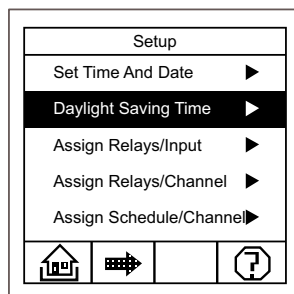 Setup
Set Time And Date
Daylight Saving Time
Assign Relays/Input
Assign Relays/Channel
Assign Schedule/Channel
?